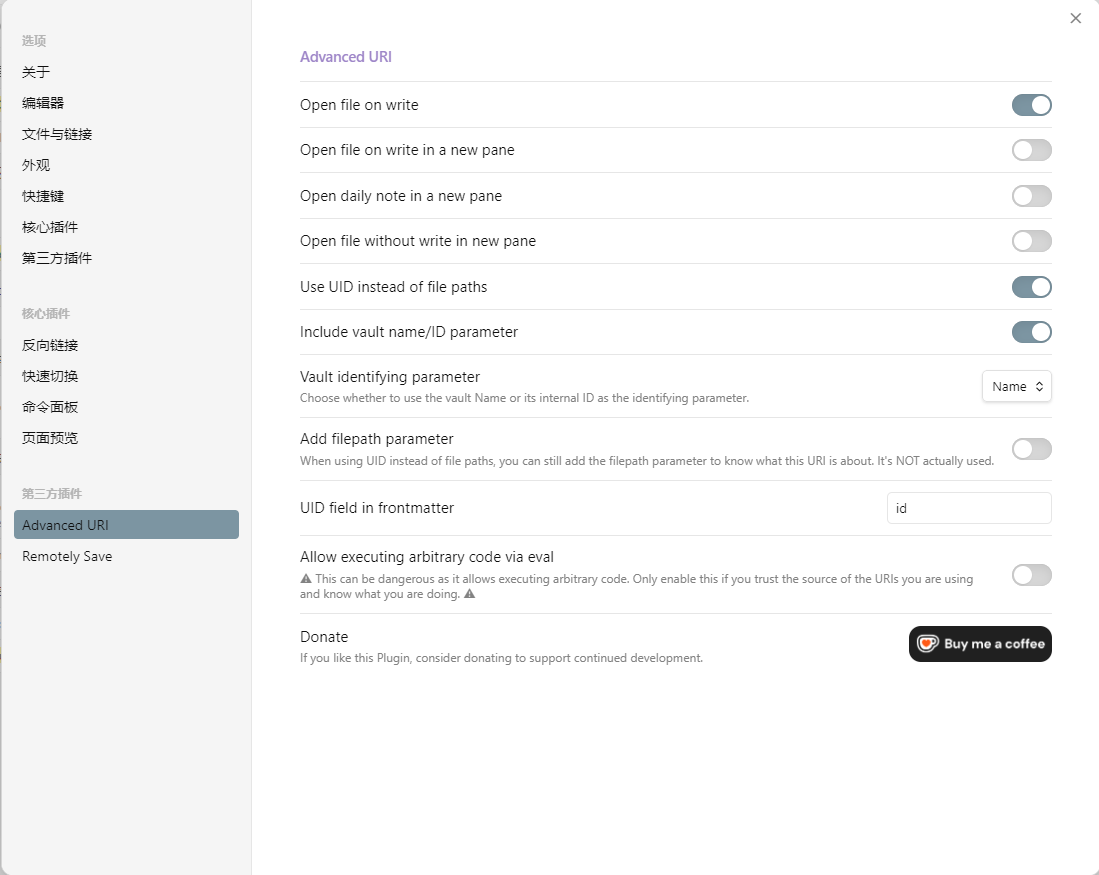 选项
关于
编辑器
文件与链接
外观
快捷键
核心插件
第三方插件
核心插件
反向链接
快速切换
命令面板
页面预览
第三方插件
Advanced URI
Remotely Save
Advanced URI
Open file on write
Open file on write in a new pane
Open daily note in a new pane
Open file without write in new pane
Use UID instead of file paths
Include vault name/ID parameter
Vault identifying parameter
Choose whether to use the vault Name or its internal ID as the identifying parameter.
Name
Add filepath parameter
When using UID instead of file paths, you can still add the filepath parameter to know what this URI is about. It's NOT actually used.
UID field in frontmatter
id
Allow executing arbitrary code via eval
⚠ This can be dangerous as it allows executing arbitrary code. Only enable this if you trust the source of the URIs you are using
and know what you are doing. ⚠
Donate
If you like this Plugin, consider donating to support continued development.
Buy me a coffee